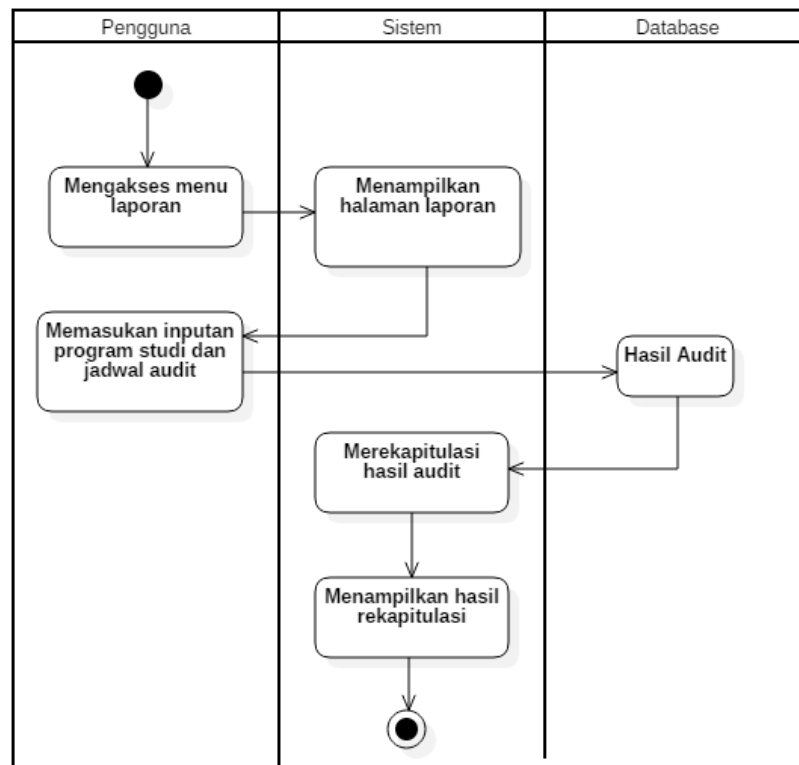 Pengguna
Sistem
Database
Mengakses menu
laporan
Menampilkan
halaman laporan
Memasukan inputan
program studi dan
jadwal audit
Hasil Audit
Merekapitulasi
hasil audit
Menampilkan hasil
rekapitulasi